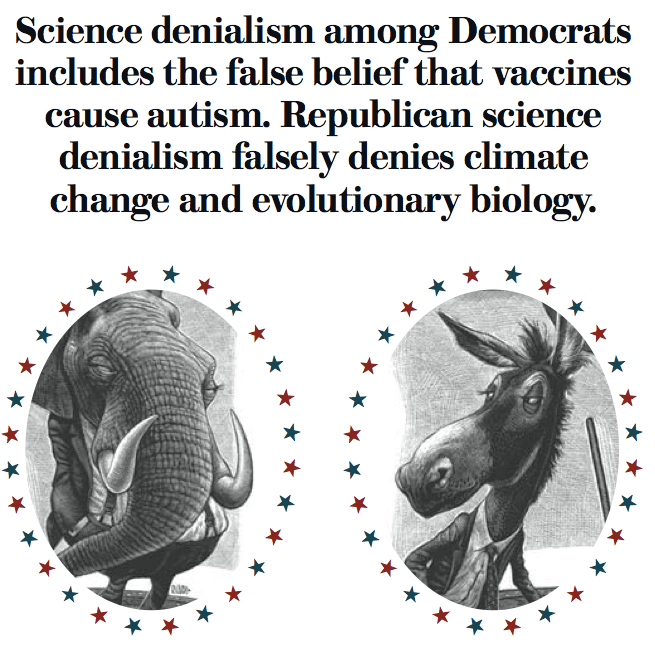 Science denialism among Democrats
includes the false belief that vaccines
cause autism. Republican science
denialism falsely denies climate
change and evolutionary biology.